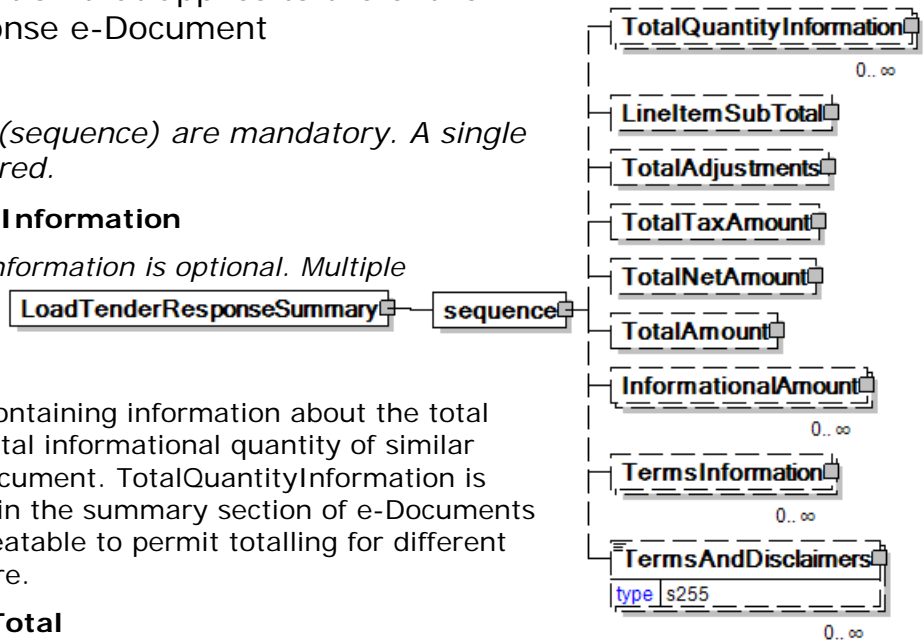 onse e-Document
(sequence) are mandatory. A single
red.
Information
nformation is optional. Multiple
LoadTenderResponseSummary
sequence
ontaining information about the total
tal informational quantity of similar
cument. TotalQuantityInformation is
in the summary section of e-Documents
eatable to permit totalling for different
re.
Total
TotalQuantityInformation
0.. ∞
LineItemSubTotal
TotalAdjustments
TotalTaxAmount
TotalNetAmount
TotalAmount
InformationalAmount
0.. ∞
TermsInformation
0.. ∞
TermsAndDisclaimers
type s255
0.. ∞